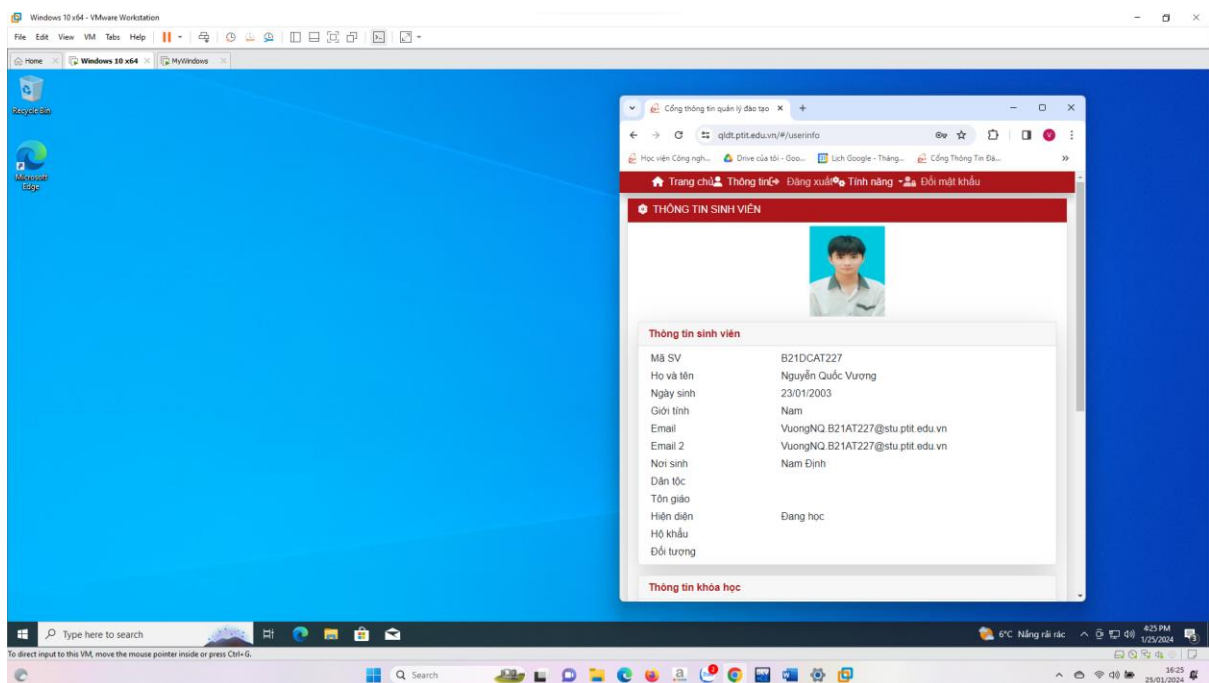 Windows 10 x64 - VMware Workstation
File Edit View VM Tabs Help
Home Windows 10 x64 MyWindows
Recycle Bin
Microsoft Edge
Cổng thông tin quản lý đào tạo
qldt.ptit.edu.vn/#/userinfo
Học viện Công ngh... Drive của tôi - Goo... Lịch Google - Tháng... Cổng Thông Tin Đà... »
Trang chủ Thông tin Đăng xuất Tính năng Đổi mật khẩu
THÔNG TIN SINH VIÊN
Thông tin sinh viên
Mã SV B21DCAT227
Họ và tên Nguyễn Quốc Vượng
Ngày sinh 23/01/2003
Giới tính Nam
Email VuongNQ.B21AT227@stu.ptit.edu.vn
Email 2 VuongNQ.B21AT227@stu.ptit.edu.vn
Nơi sinh Nam Định
Dân tộc
Tôn giáo
Hiện diện Đang học
Hộ khẩu
Đối tượng
Thông tin khóa học
Type here to search 6°C Nắng rải rác 4:25 PM
1/25/2024
To direct input to this VM, move the mouse pointer inside or press Ctrl+G.
Search 16:25
25/01/2024